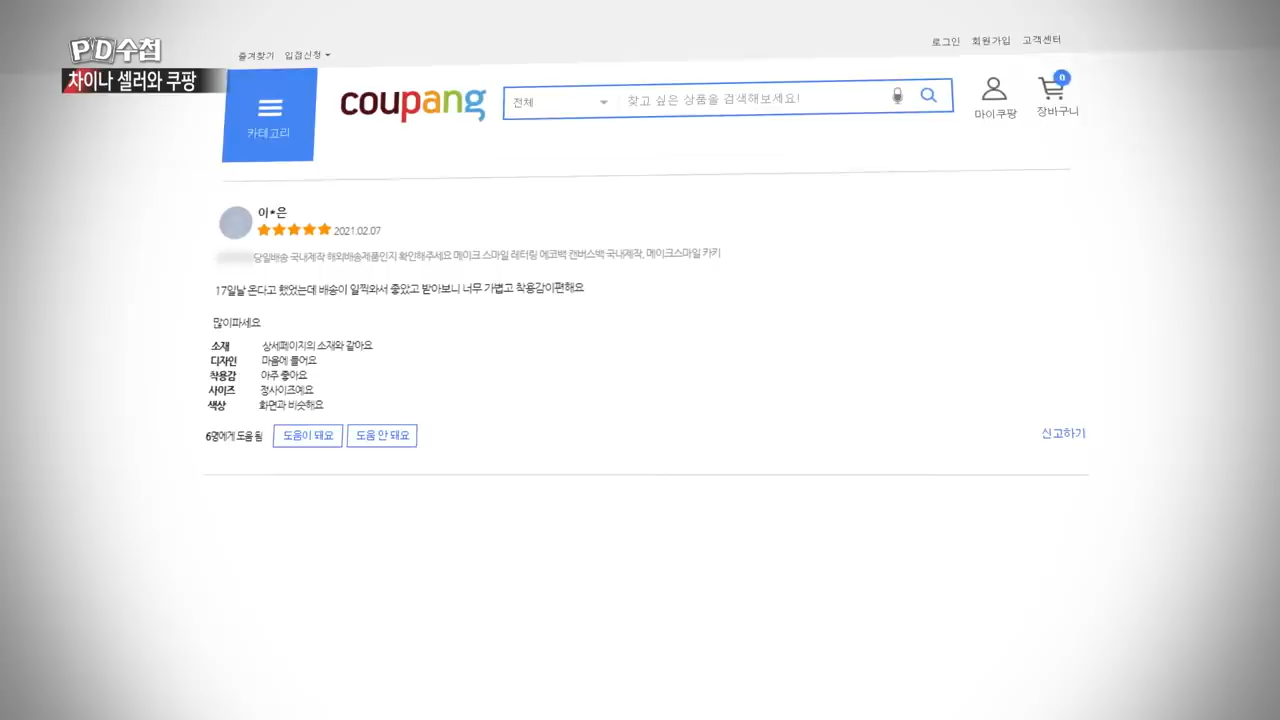 PD수첩
차이나 셀러와 쿠팡
즐겨찾기 입점신청
로그인 회원가입 고객센터
카테고리
coupang
전체
찾고 싶은 상품을 검색해보세요!
마이쿠팡
0
장바구니
이*은
2021.02.07
당일배송 국내제작 해외배송제품인지 확인해주세요 메이크 스마일 레터링 에코백 캔버스백 국내제작, 메이크스마일 카키
17일날 온다고 했었는데 배송이 일찍와서 좋았고 받아보니 너무 가볍고 착용감이편해요
많이파세요
소재 상세페이지의 소재와 같아요
디자인 마음에 들어요
착용감 아주 좋아요
사이즈 정사이즈예요
색상 화면과 비슷해요
6명에게 도움 됨 도움이 돼요 도움 안 돼요
신고하기